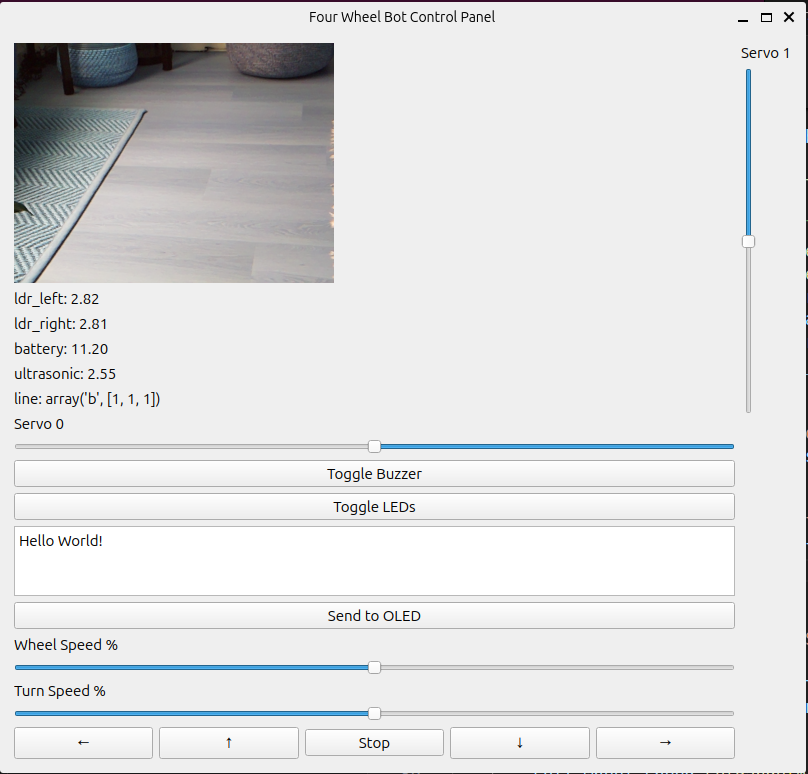 Four Wheel Bot Control Panel
Servo 1
ldr_left: 2.82
ldr_right: 2.81
battery: 11.20
ultrasonic: 2.55
line: array('b', [1, 1, 1])
Servo 0
Toggle Buzzer
Toggle LEDs
Hello World!
Send to OLED
Wheel Speed %
Turn Speed %
← ↑ Stop ↓ →